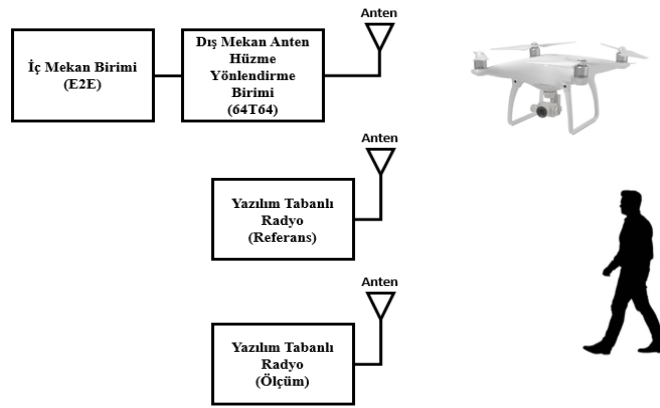 Anten
İç Mekan Birimi
(E2E)
Dış Mekan Anten
Hüzme
Yönlendirme
Birimi
(64T64)
Anten
Yazılım Tabanlı
Radyo
(Referans)
Anten
Yazılım Tabanlı
Radyo
(Ölçüm)